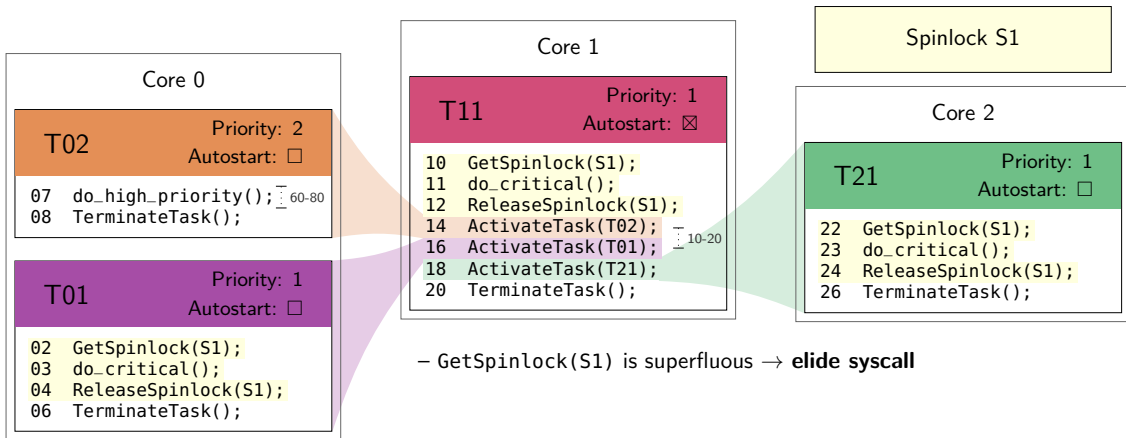 Core 0
T02
Priority: 2
Autostart: ☐
07 do_high_priority();
60-80
08 TerminateTask();
T01
Priority: 1
Autostart: ☐
02 GetSpinlock(S1);
03 do_critical();
04 ReleaseSpinlock(S1);
06 TerminateTask();
Core 1
T11
Priority: 1
Autostart: ☒
10 GetSpinlock(S1);
11 do_critical();
12 ReleaseSpinlock(S1);
14 ActivateTask(T02);
16 ActivateTask(T01);
10-20
18 ActivateTask(T21);
20 TerminateTask();
Spinlock S1
Core 2
T21
Priority: 1
Autostart: ☐
22 GetSpinlock(S1);
23 do_critical();
24 ReleaseSpinlock(S1);
26 TerminateTask();
– GetSpinlock(S1) is superfluous → elide syscall